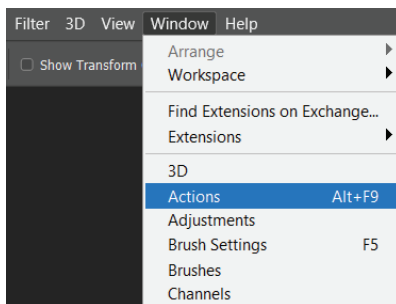 Filter 3D View Window Help
Show Transform
Arrange
Workspace
Find Extensions on Exchange...
Extensions
3D
Actions Alt+F9
Adjustments
Brush Settings F5
Brushes
Channels